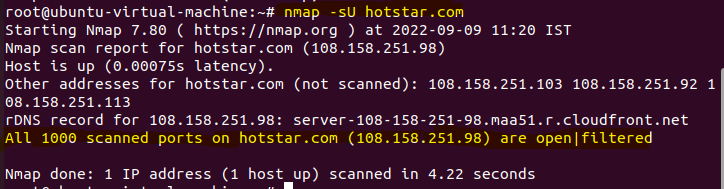 root@ubuntu-virtual-machine:~# nmap -sU hotstar.com
Starting Nmap 7.80 ( https://nmap.org ) at 2022-09-09 11:20 IST
Nmap scan report for hotstar.com (108.158.251.98)
Host is up (0.00075s latency).
Other addresses for hotstar.com (not scanned): 108.158.251.103 108.158.251.92 1
08.158.251.113
rDNS record for 108.158.251.98: server-108-158-251-98.maa51.r.cloudfront.net
All 1000 scanned ports on hotstar.com (108.158.251.98) are open|filtered
Nmap done: 1 IP address (1 host up) scanned in 4.22 seconds